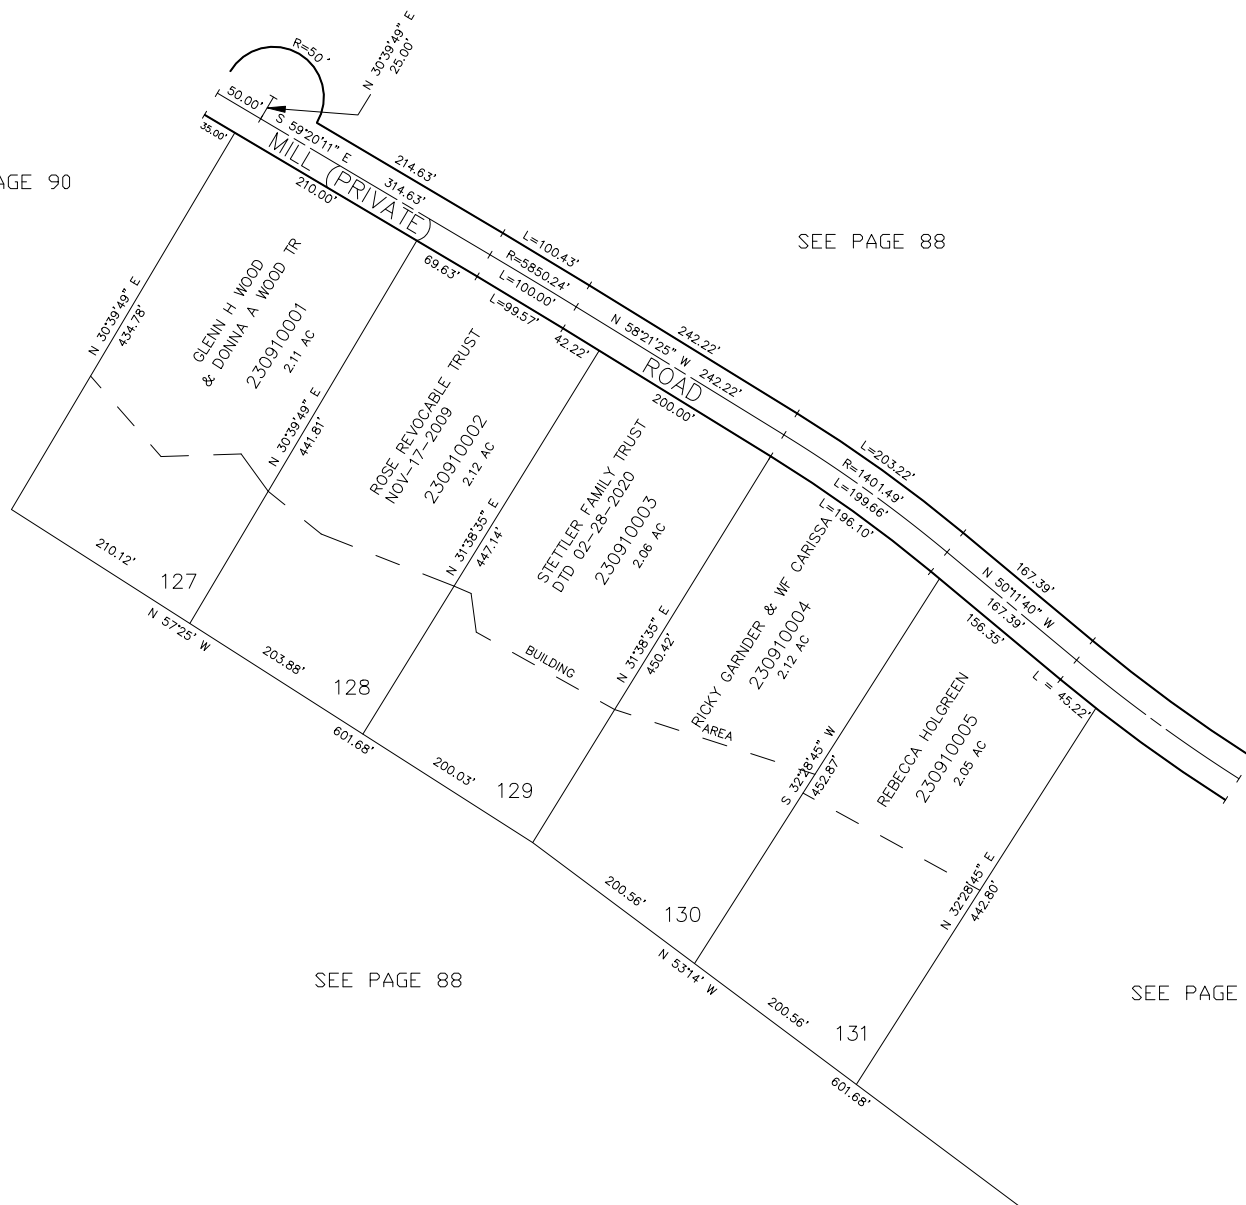 R=50'
N 30°39'49" E
25.00'
50.00'
35.00'
S 59°20'11" E
MILL (PRIVATE)
214.63'
314.63'
210.00'
AGE 90
SEE PAGE 88
L=100.43'
R=5850.24'
L=100.00'
69.63'
L=99.57'
42.22'
242.22'
N 58°21'25" W
242.22'
ROAD
200.00'
L=203.22'
R=1401.49'
L=199.66'
L=196.10'
167.39'
N 50°11'40" W
167.39'
156.35'
L = 45.22'
N 30°39'49" E
434.78'
GLENN H WOOD
& DONNA A WOOD TR
230910001
2.11 AC
N 30°39'49" E
441.81'
ROSE REVOCABLE TRUST
NOV-17-2009
230910002
2.12 AC
N 31°38'35" E
447.14'
STETTLER FAMILY TRUST
DTD 02-28-2020
230910003
2.06 AC
N 31°38'35" E
450.42'
RICKY GARNDER & WF CARISSA
230910004
2.12 AC
S 32°28'45" W
452.87'
REBECCA HOLGREEN
230910005
2.05 AC
N 32°28'45" E
442.80'
BUILDING
AREA
210.12'
127
N 57°25' W
203.88'
128
601.68'
200.03'
129
200.56'
130
N 53°14' W
200.56'
131
601.68'
SEE PAGE 88
SEE PAGE